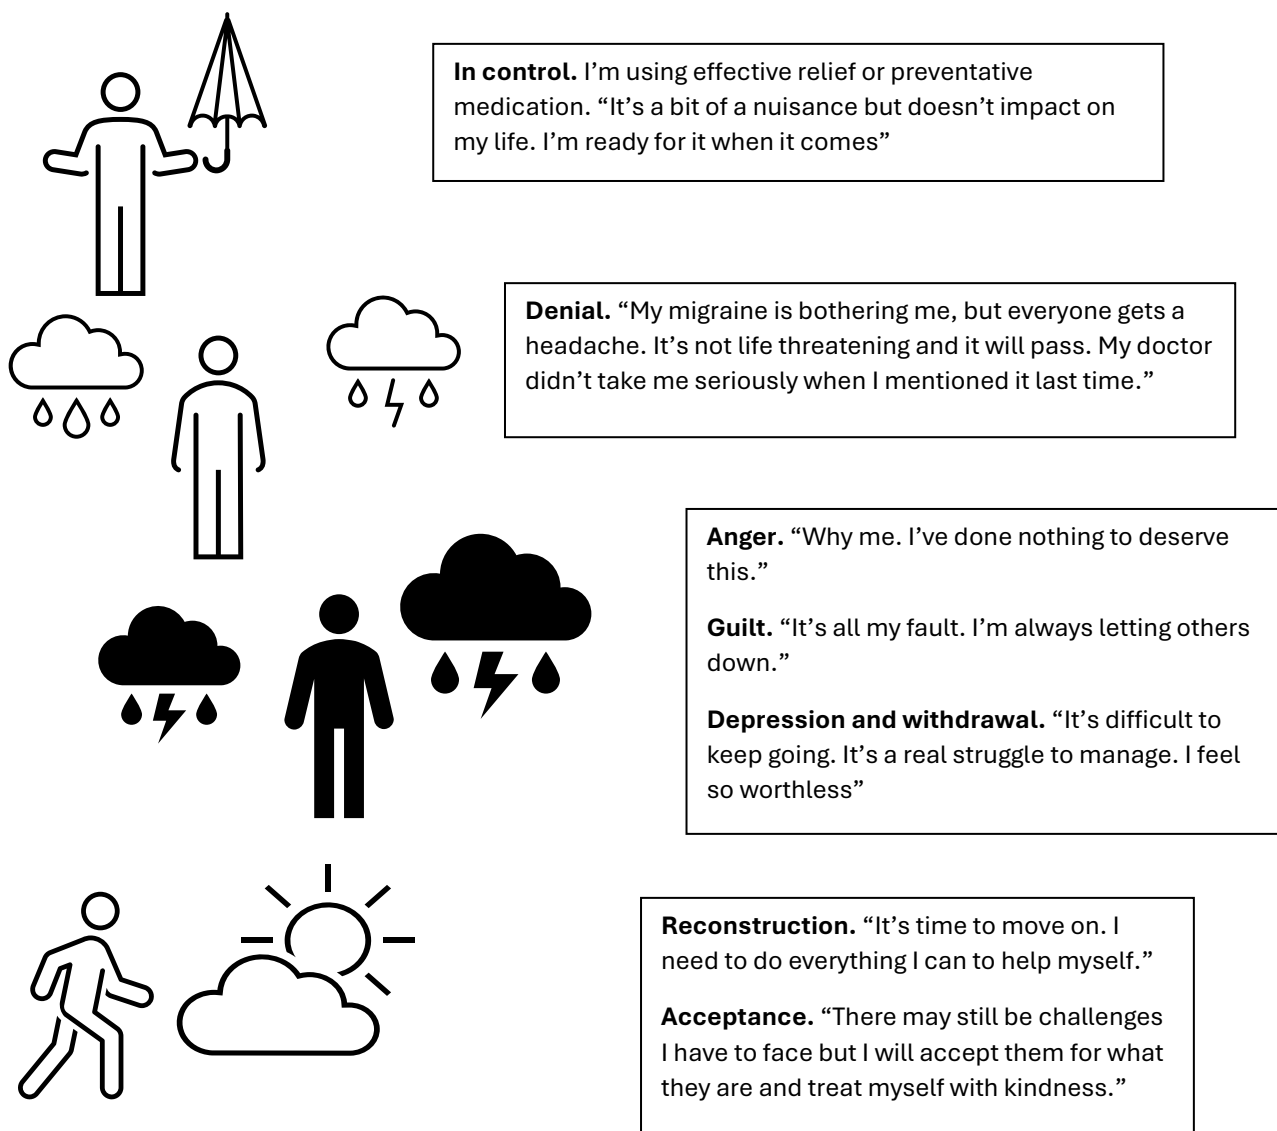 In control. I’m using effective relief or preventative
medication. “It’s a bit of a nuisance but doesn’t impact on
my life. I’m ready for it when it comes”
Denial. “My migraine is bothering me, but everyone gets a
headache. It’s not life threatening and it will pass. My doctor
didn’t take me seriously when I mentioned it last time.”
Anger. “Why me. I’ve done nothing to deserve
this.”
Guilt. “It’s all my fault. I’m always letting others
down.”
Depression and withdrawal. “It’s difficult to
keep going. It’s a real struggle to manage. I feel
so worthless”
Reconstruction. “It’s time to move on. I
need to do everything I can to help myself.”
Acceptance. “There may still be challenges
I have to face but I will accept them for what
they are and treat myself with kindness.”